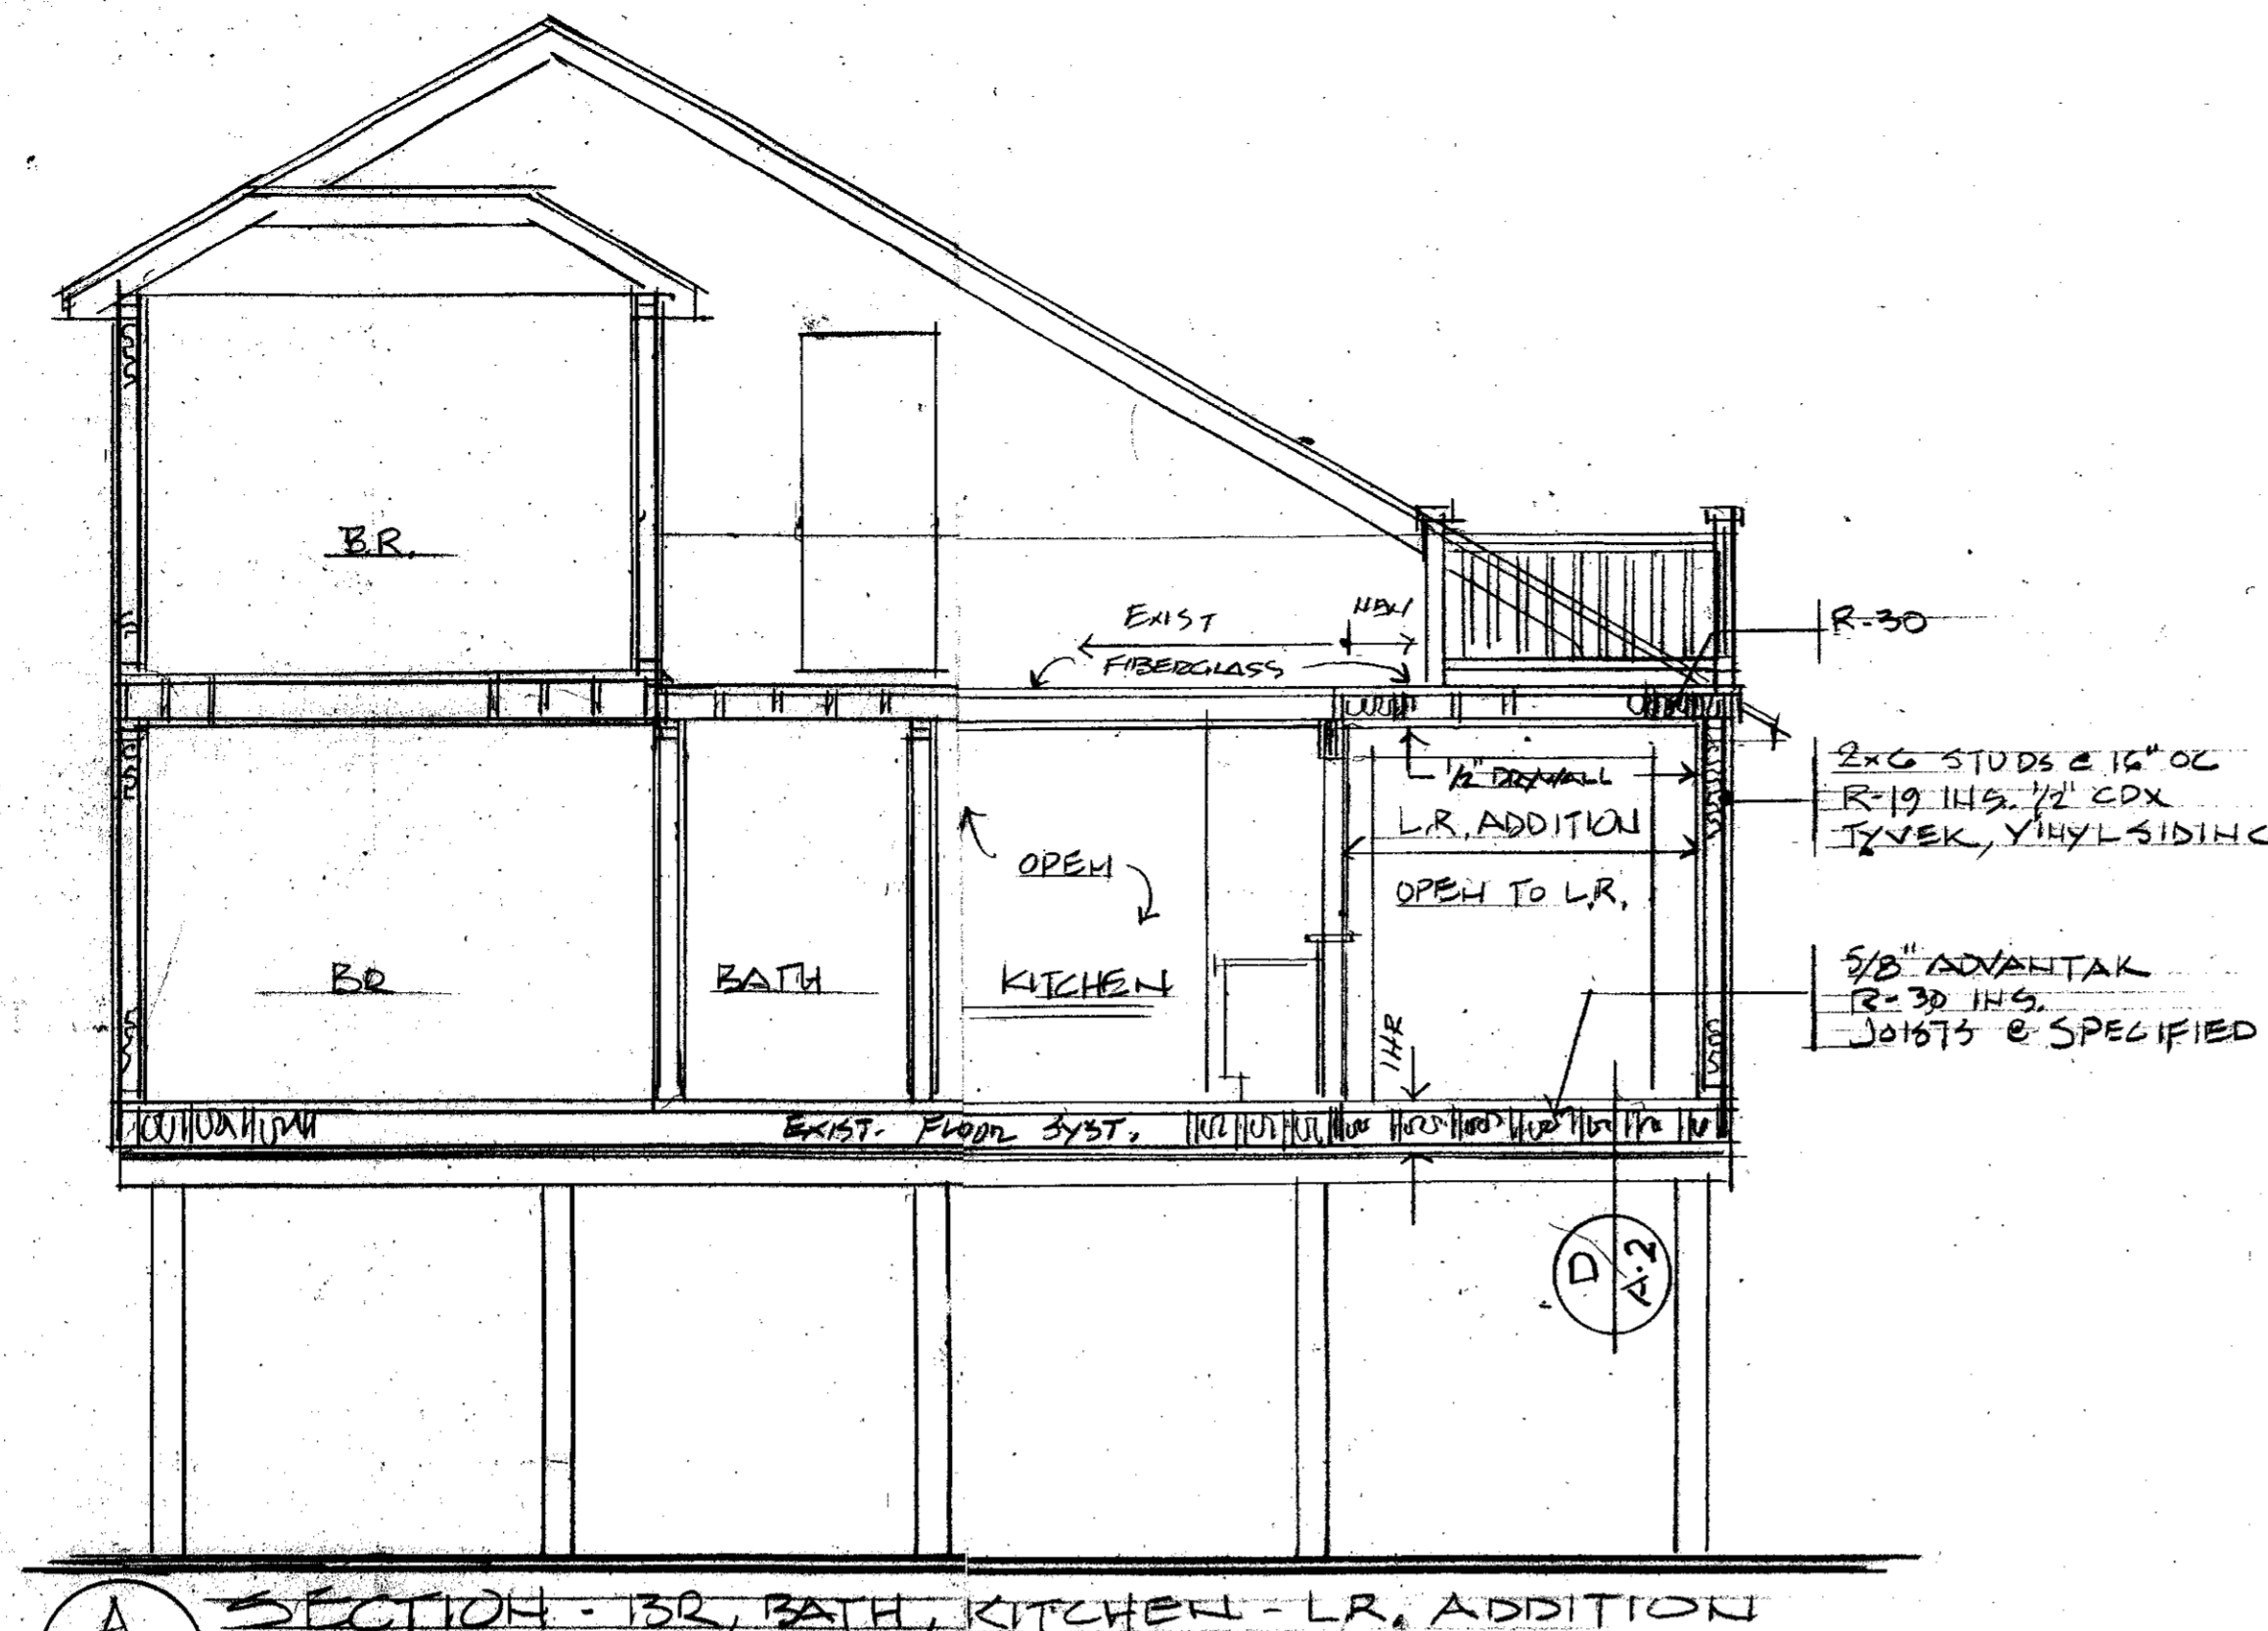 B.R.
EXIST
NEW
FIBERGLASS
R-30
1/2" DRYWALL
2x6 STUDS @ 16" OC
R-19 INS. 1/2" CDX
TYVEK, VINYL SIDING
L.R. ADDITION
OPEN
OPEN TO L.R.
BR
BATH
KITCHEN
5/8" ADVANTAK
R-30 INS.
JOISTS @ SPECIFIED
1HR
EXIST. FLOOR SYST.
D
A.2
A
SECTION - BR, BATH, KITCHEN - L.R. ADDITION